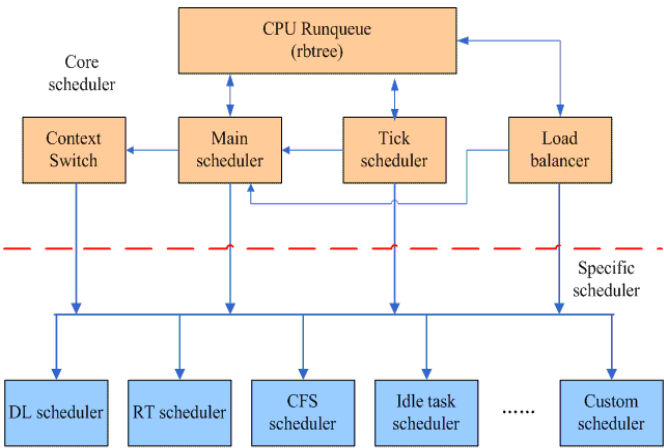 CPU Runqueue
(rbtree)
Core
scheduler
Context
Switch
Main
scheduler
Tick
scheduler
Load
balancer
Specific
scheduler
DL scheduler
RT scheduler
CFS
scheduler
Idle task
scheduler
......
Custom
scheduler